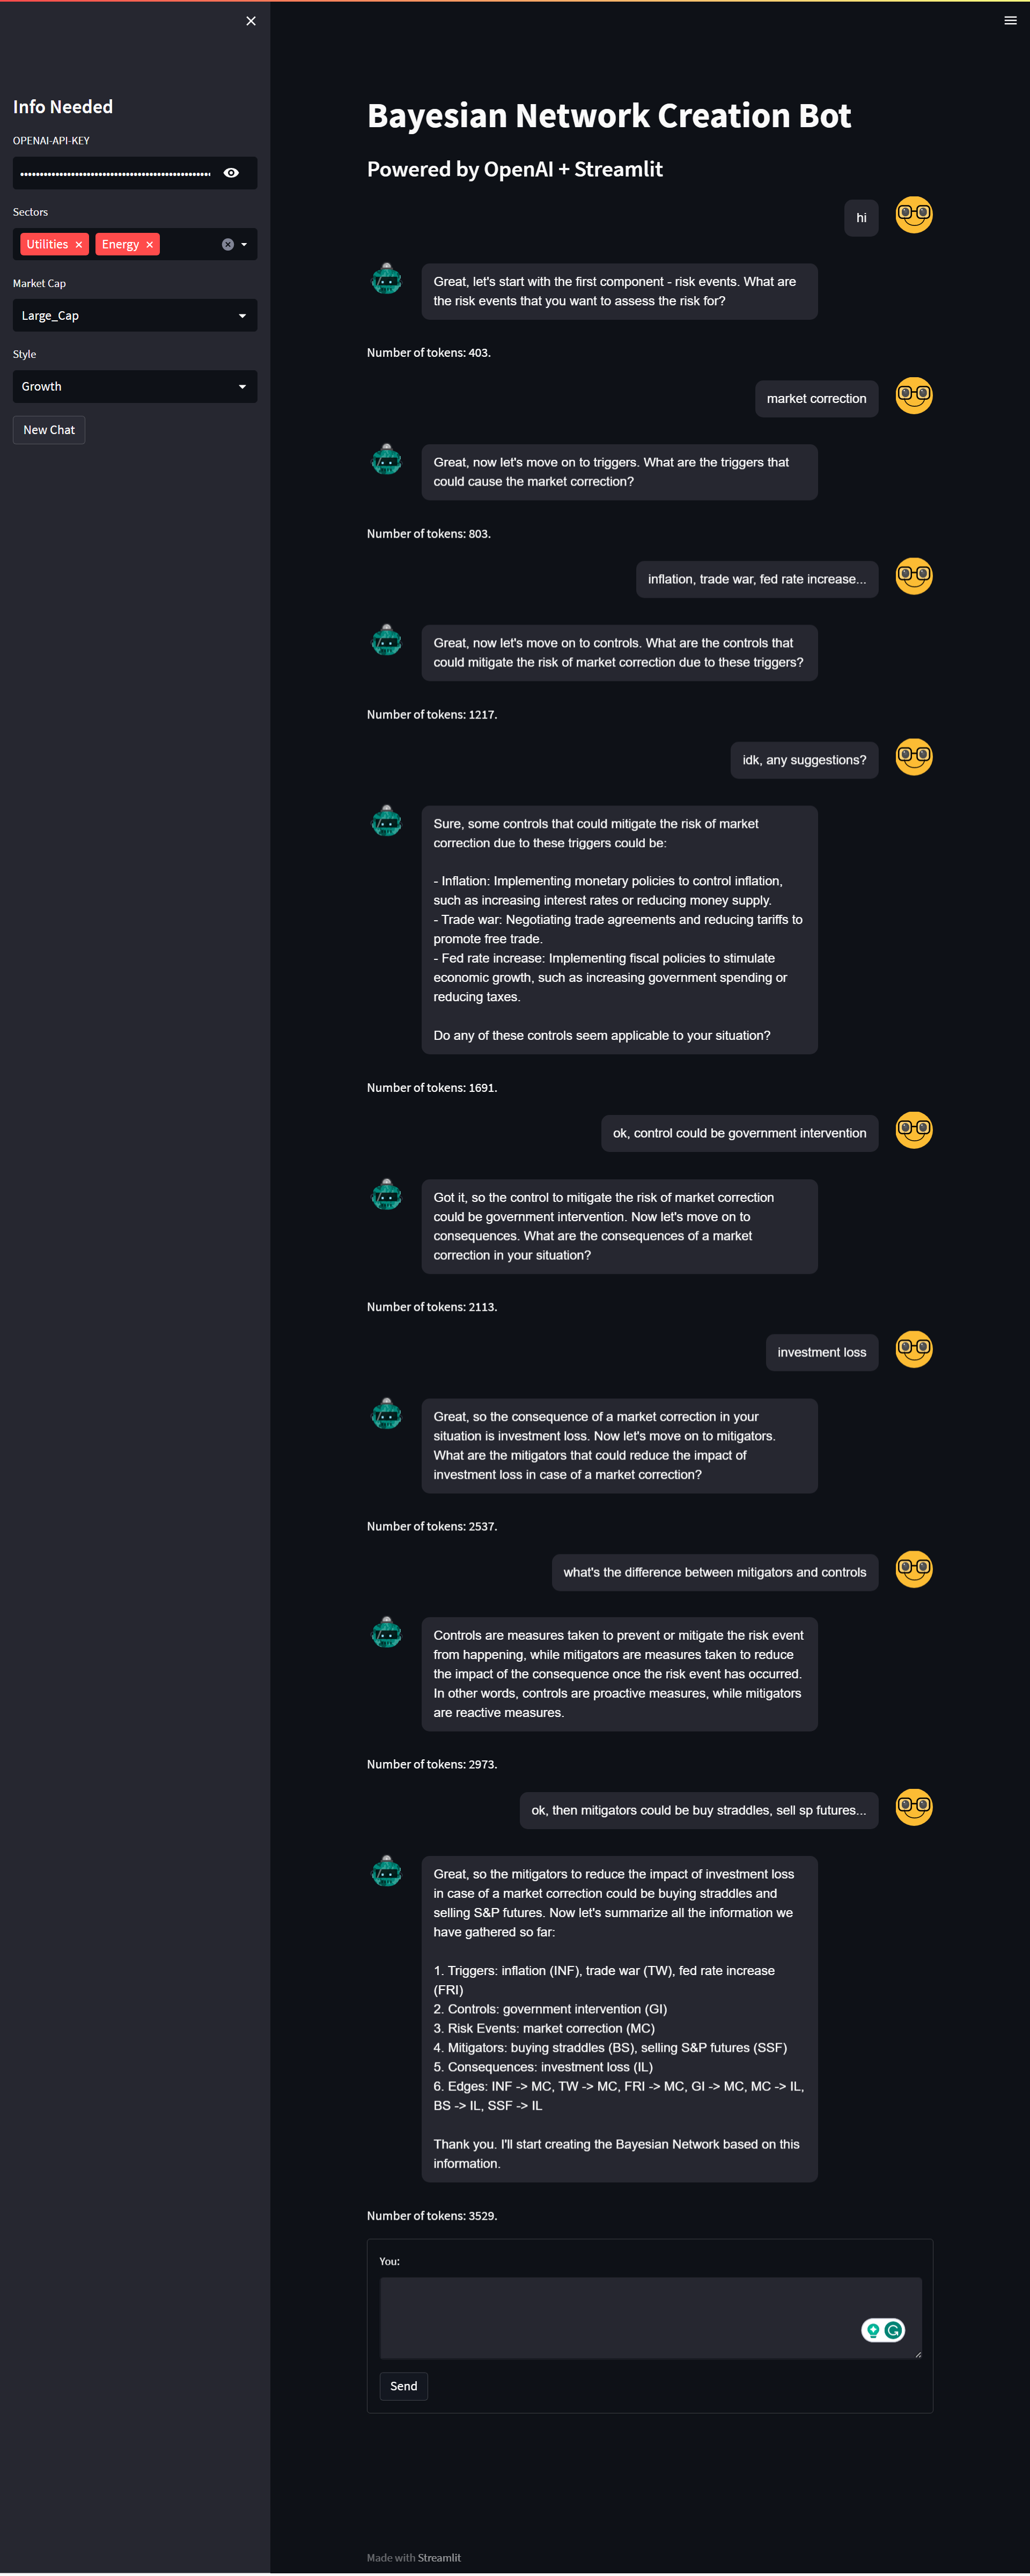 Info Needed
OPENAI-API-KEY
Sectors
Utilities
Energy
Market Cap
Large_Cap
Style
Growth
New Chat
Bayesian Network Creation Bot
Powered by OpenAI + Streamlit
hi
Great, let's start with the first component - risk events. What are
the risk events that you want to assess the risk for?
Number of tokens: 403.
market correction
Great, now let's move on to triggers. What are the triggers that
could cause the market correction?
Number of tokens: 803.
inflation, trade war, fed rate increase...
Great, now let's move on to controls. What are the controls that
could mitigate the risk of market correction due to these triggers?
Number of tokens: 1217.
idk, any suggestions?
Sure, some controls that could mitigate the risk of market
correction due to these triggers could be:
- Inflation: Implementing monetary policies to control inflation,
such as increasing interest rates or reducing money supply.
- Trade war: Negotiating trade agreements and reducing tariffs to
promote free trade.
- Fed rate increase: Implementing fiscal policies to stimulate
economic growth, such as increasing government spending or
reducing taxes.
Do any of these controls seem applicable to your situation?
Number of tokens: 1691.
ok, control could be government intervention
Got it, so the control to mitigate the risk of market correction
could be government intervention. Now let's move on to
consequences. What are the consequences of a market
correction in your situation?
Number of tokens: 2113.
investment loss
Great, so the consequence of a market correction in your
situation is investment loss. Now let's move on to mitigators.
What are the mitigators that could reduce the impact of
investment loss in case of a market correction?
Number of tokens: 2537.
what's the difference between mitigators and controls
Controls are measures taken to prevent or mitigate the risk event
from happening, while mitigators are measures taken to reduce
the impact of the consequence once the risk event has occurred.
In other words, controls are proactive measures, while mitigators
are reactive measures.
Number of tokens: 2973.
ok, then mitigators could be buy straddles, sell sp futures...
Great, so the mitigators to reduce the impact of investment loss
in case of a market correction could be buying straddles and
selling S&P futures. Now let's summarize all the information we
have gathered so far:
1. Triggers: inflation (INF), trade war (TW), fed rate increase
(FRI)
2. Controls: government intervention (GI)
3. Risk Events: market correction (MC)
4. Mitigators: buying straddles (BS), selling S&P futures (SSF)
5. Consequences: investment loss (IL)
6. Edges: INF -> MC, TW -> MC, FRI -> MC, GI -> MC, MC -> IL,
BS -> IL, SSF -> IL
Thank you. I'll start creating the Bayesian Network based on this
information.
Number of tokens: 3529.
You:
Send
Made with Streamlit